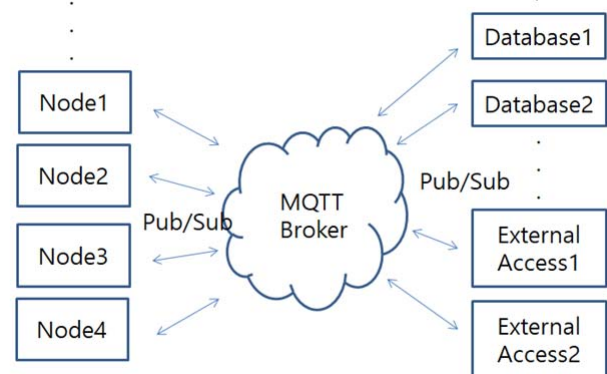 Node1
Node2
Node3
Node4
Pub/Sub
MQTT
Broker
Pub/Sub
Database1
Database2
External
Access1
External
Access2